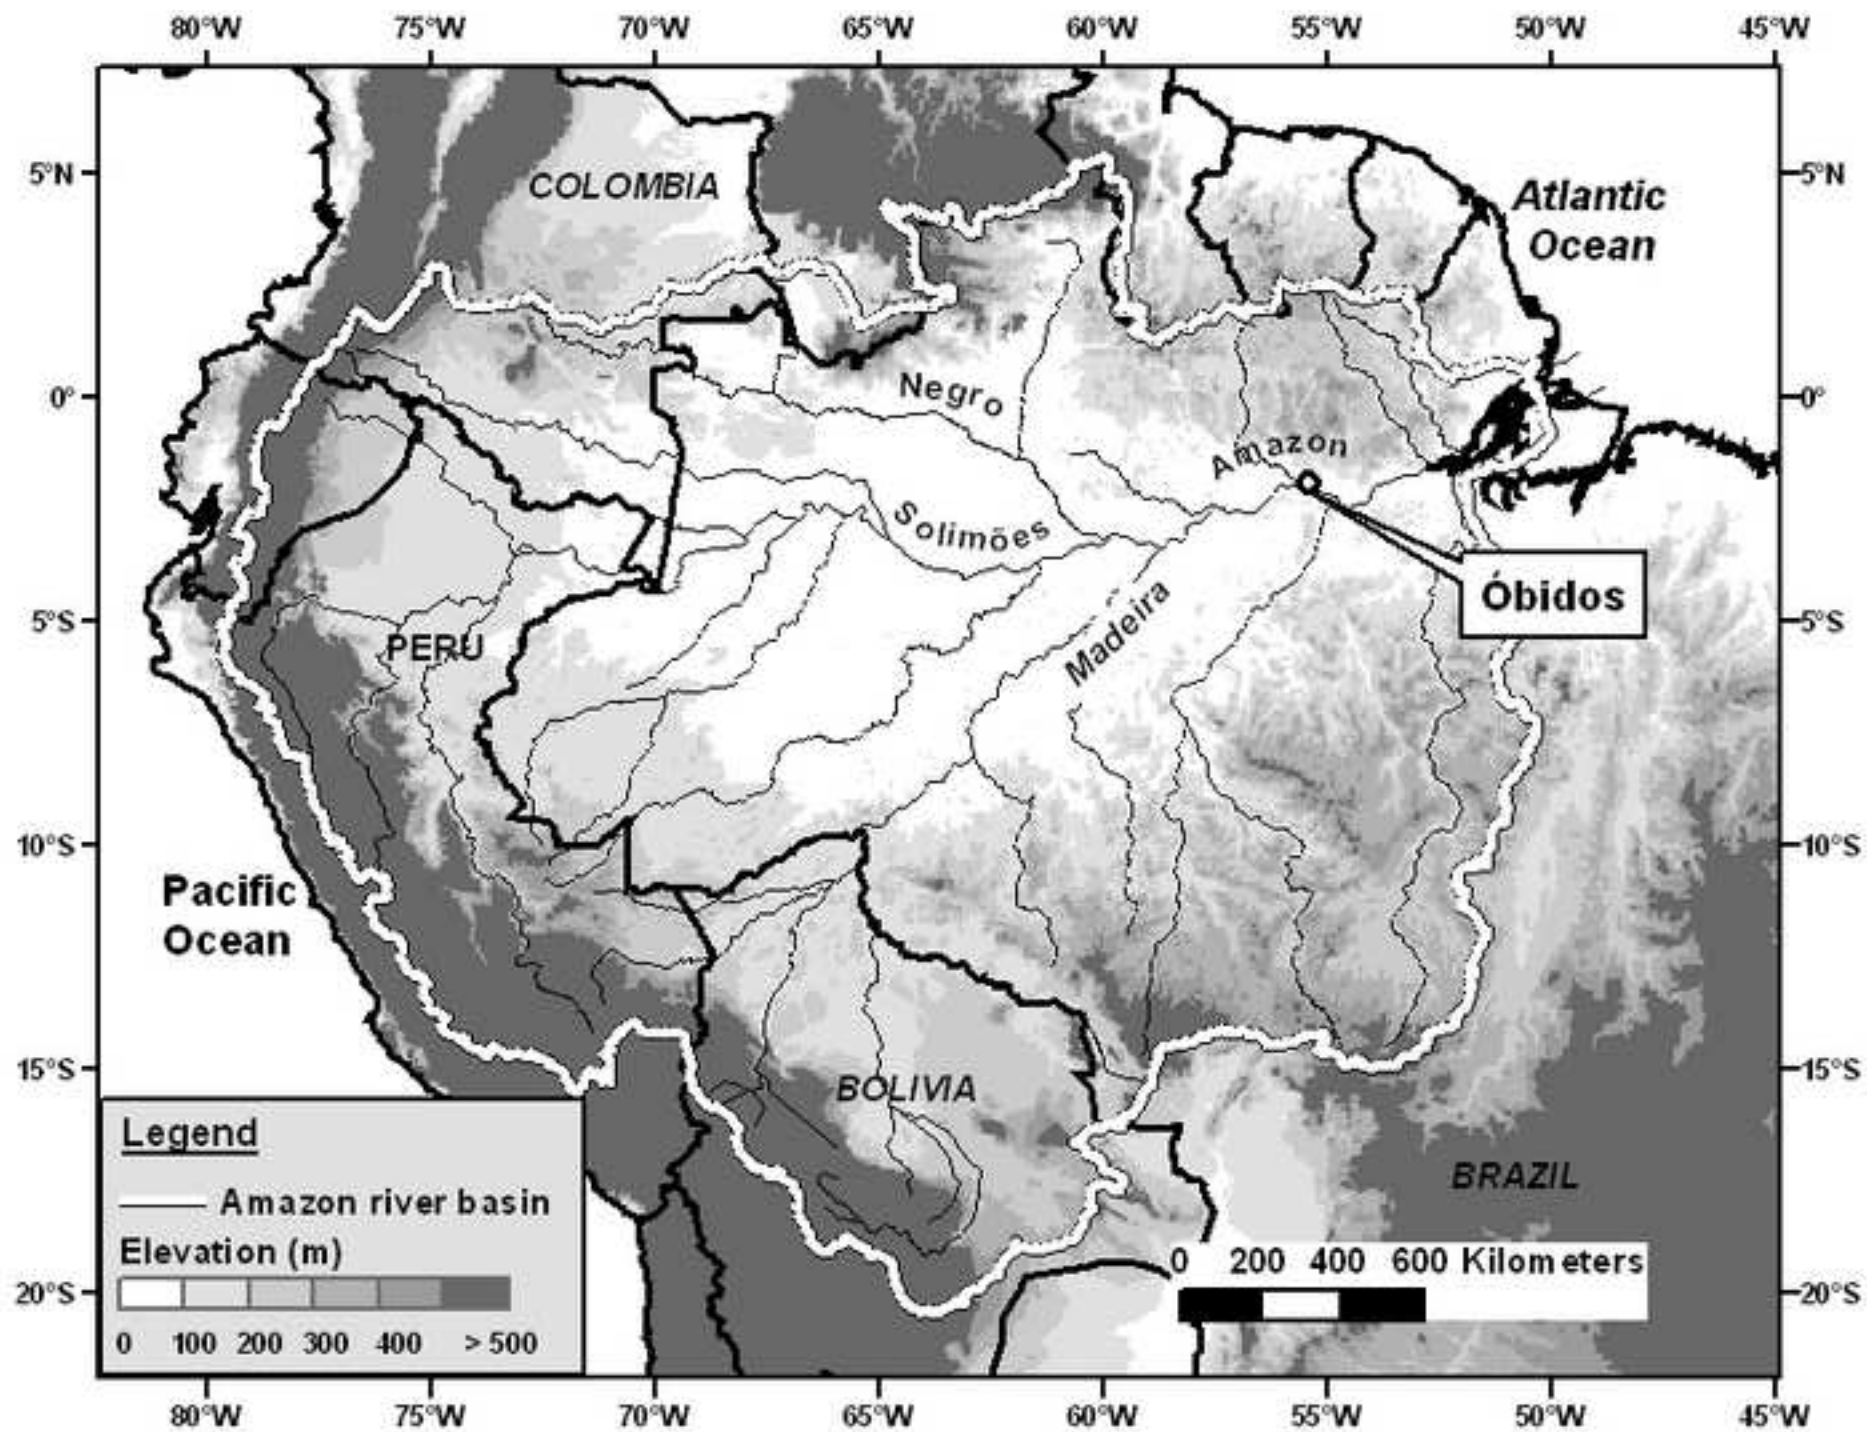 80°W 75°W 70°W 65°W 60°W 55°W 50°W 45°W
5°N
COLOMBIA
5°N
Atlantic
Ocean
0°
Negro
0°
Amazon
Solimões
Óbidos
5°S
PERU
Madeira
5°S
10°S
10°S
Pacific
Ocean
15°S
BOLIVIA
15°S
Legend
Amazon river basin
BRAZIL
Elevation (m)
0 200 400 600 Kilometers
20°S
20°S
0 100 200 300 400 > 500
80°W 75°W 70°W 65°W 60°W 55°W 50°W 45°W